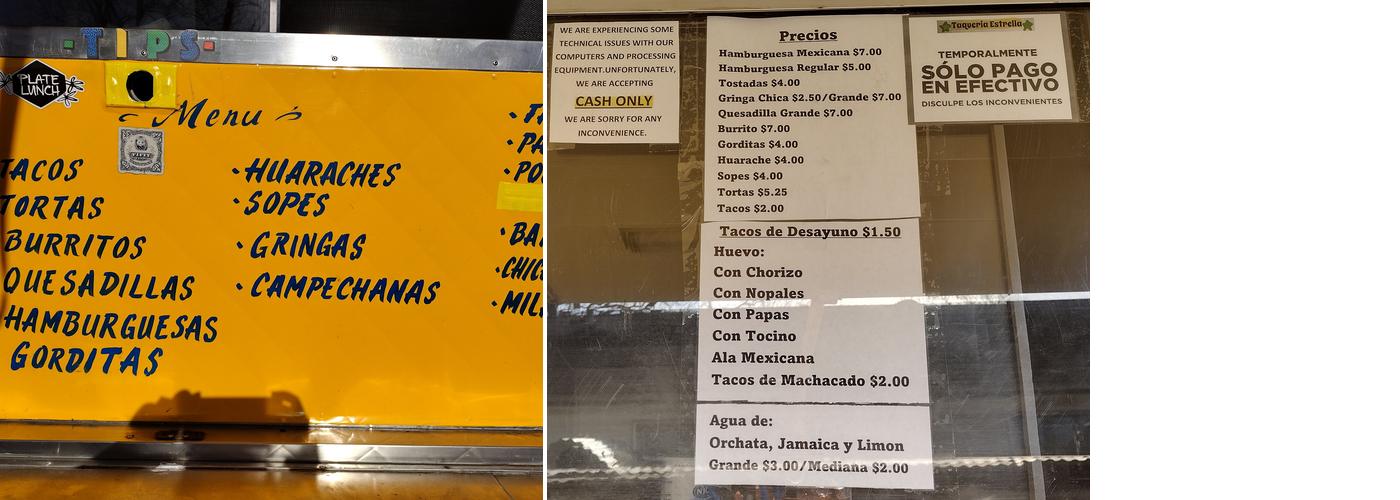 TIPS
PLATE
LUNCH
Menu
TACOS
TORTAS
BURRITOS
QUESADILLAS
HAMBURGUESAS
GORDITAS
·HUARACHES
·SOPES
·GRINGAS
·CAMPECHANAS
WE ARE EXPERIENCING SOME
TECHNICAL ISSUES WITH OUR
COMPUTERS AND PROCESSING
EQUIPMENT.UNFORTUNATELY,
WE ARE ACCEPTING
CASH ONLY
WE ARE SORRY FOR ANY
INCONVENIENCE.
Precios
Hamburguesa Mexicana $7.00
Hamburguesa Regular $5.00
Tostadas $4.00
Gringa Chica $2.50/Grande $7.00
Quesadilla Grande $7.00
Burrito $7.00
Gorditas $4.00
Huarache $4.00
Sopes $4.00
Tortas $5.25
Tacos $2.00
Tacos de Desayuno $1.50
Huevo:
Con Chorizo
Con Nopales
Con Papas
Con Tocino
Ala Mexicana
Tacos de Machacado $2.00
Agua de:
Orchata, Jamaica y Limon
Grande $3.00/Mediana $2.00
Taqueria Estrella
TEMPORALMENTE
SÓLO PAGO
EN EFECTIVO
DISCULPE LOS INCONVENIENTES